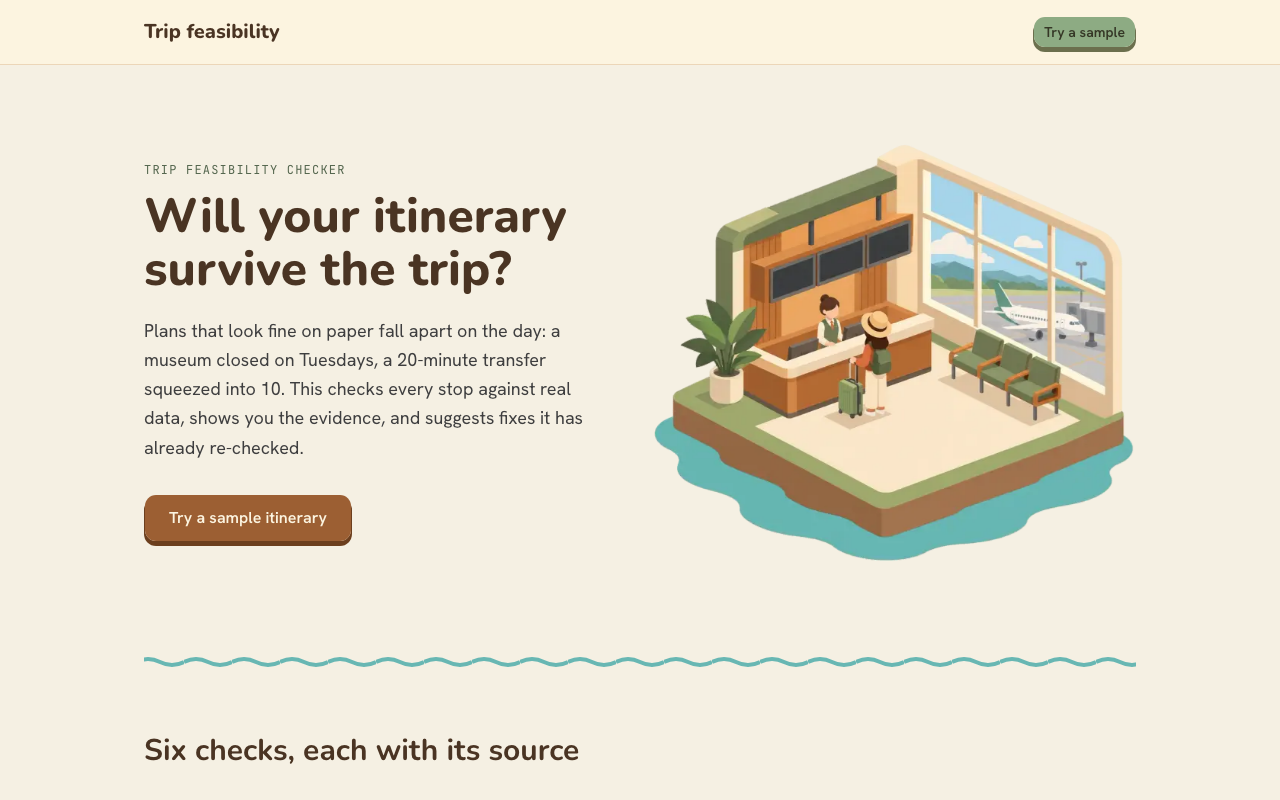 Trip feasibility
Try a sample
TRIP FEASIBILITY CHECKER
Will your itinerary
survive the trip?
Plans that look fine on paper fall apart on the day: a
museum closed on Tuesdays, a 20-minute transfer
squeezed into 10. This checks every stop against real
data, shows you the evidence, and suggests fixes it has
already re-checked.
Try a sample itinerary
Six checks, each with its source